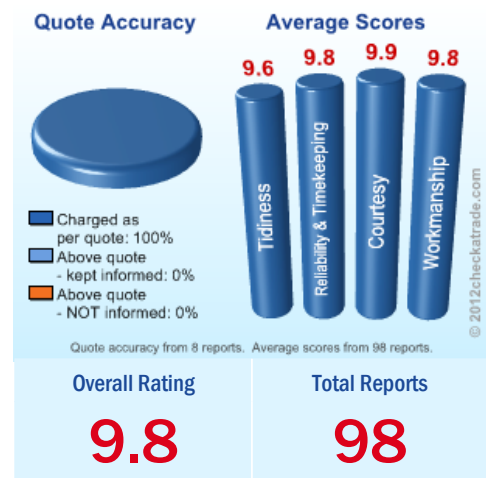 Quote Accuracy
Average Scores
9.6
9.8
9.9
9.8
Tidiness
Reliability & Timekeeping
Courtesy
Workmanship
Charged as
per quote: 100%
Above quote
- kept informed: 0%
Above quote
- NOT informed: 0%
© 2012checkatrade.com
Quote accuracy from 8 reports. Average scores from 98 reports.
Overall Rating
9.8
Total Reports
98